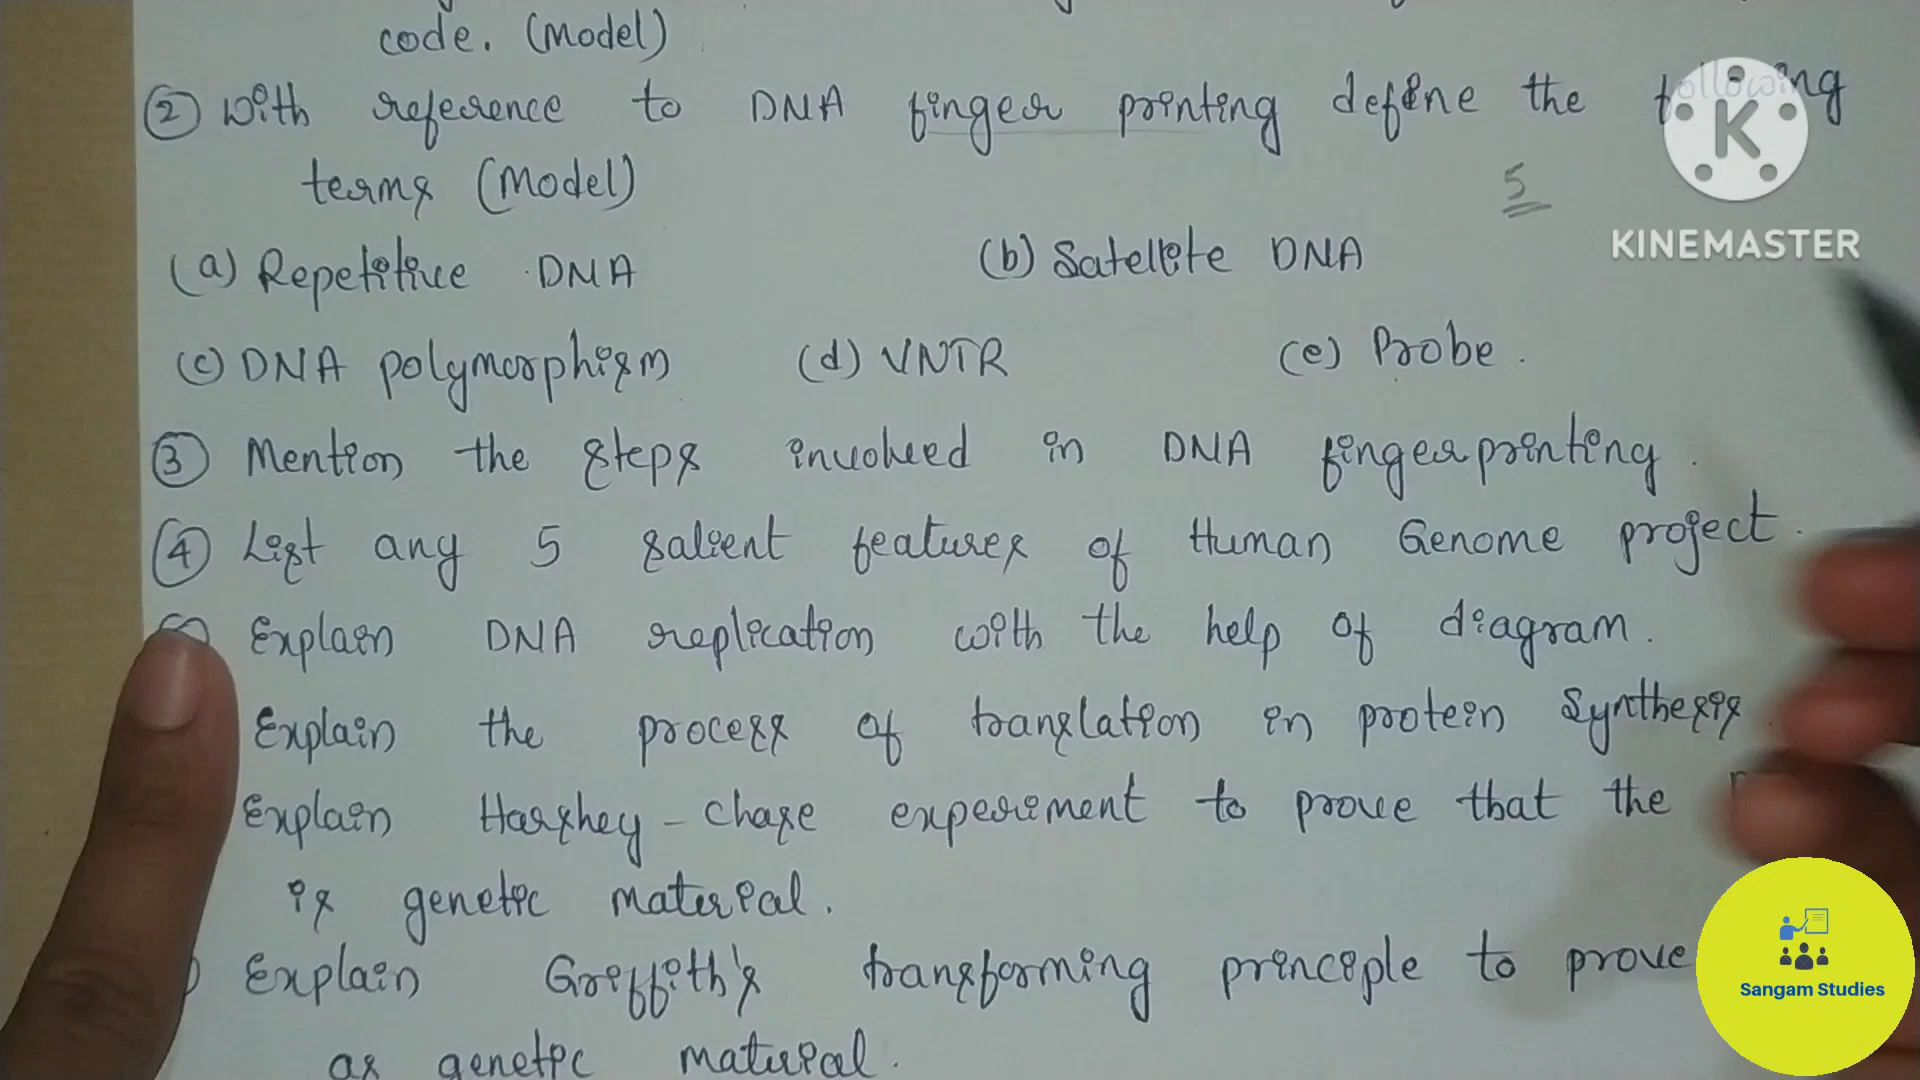 code. (Model)
② With reference to DNA finger printing define the following
terms (Model)
5
KINEMASTER
(a) Repetitive DNA (b) Satellite DNA
(c) DNA polymorphism (d) VNTR (e) Probe.
③ Mention the steps involved in DNA fingerprinting.
④ List any 5 salient features of Human Genome project.
Explain DNA replication with the help of diagram.
Explain the process of translation in protein Synthesis
Explain Harshey - chase experiment to prove that the
is genetic material.
Explain Griffith's transforming principle to prove
as genetic material.
Sangam Studies